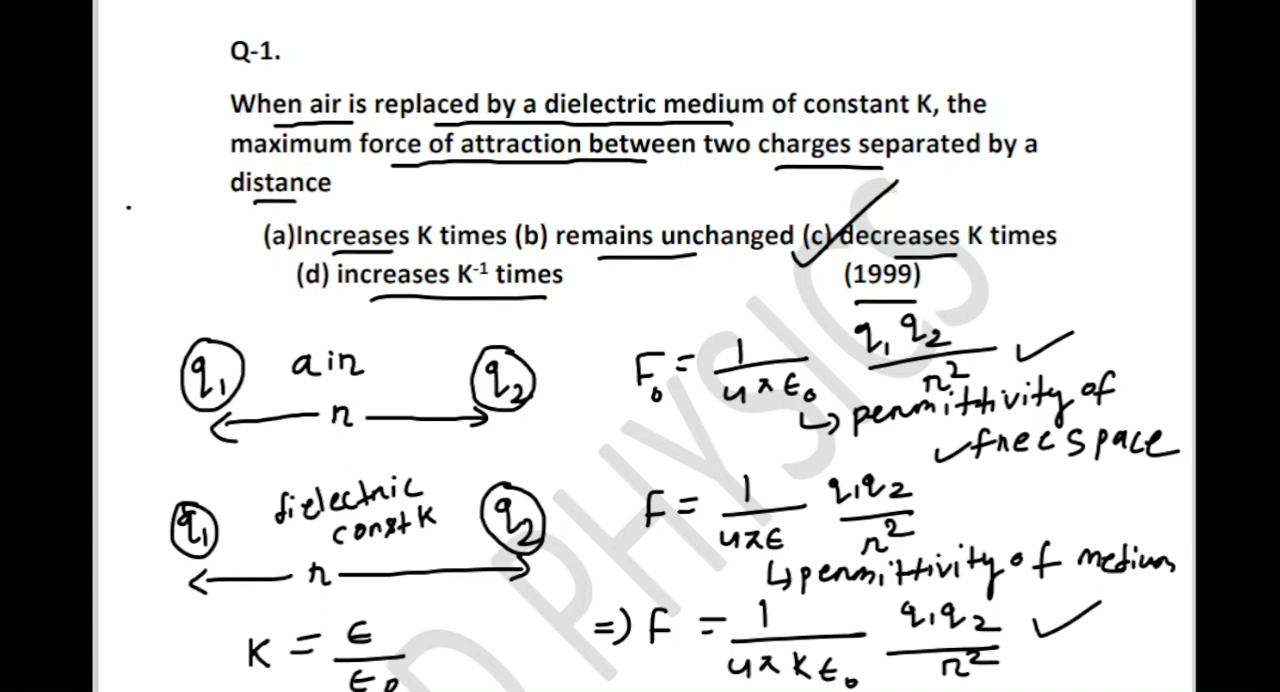 Q-1.
When air is replaced by a dielectric medium of constant K, the
maximum force of attraction between two charges separated by a
distance
(a)Increases K times (b) remains unchanged (c) decreases K times
(d) increases K⁻¹ times (1999)
q₁ air q₂
r
F₀ = 1/4πϵ₀ q₁q₂/r²
↳ permittivity of
free space
q₁ dielectric const K q₂
r
F = 1/4πϵ q₁q₂/r²
↳ permittivity of medium
K = ϵ/ϵ₀
=) F = 1/4πKϵ₀ q₁q₂/r²
D PHYSICS